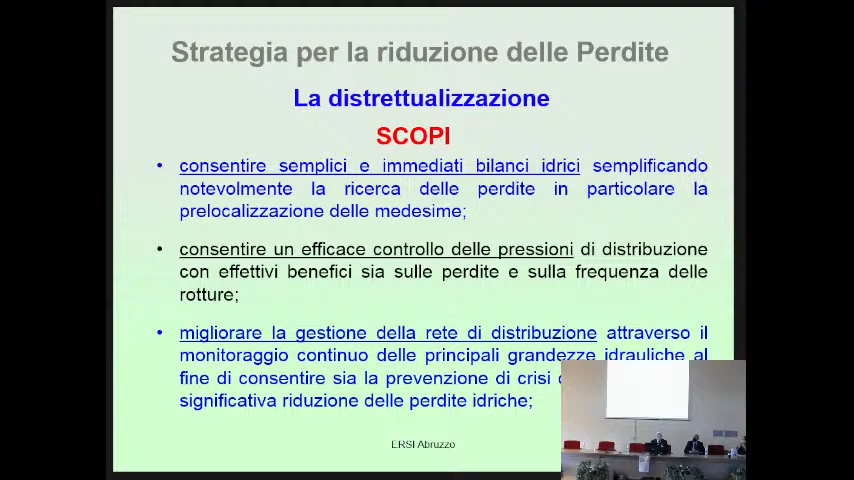 Strategia per la riduzione delle Perdite
La distrettualizzazione
SCOPI
• consentire semplici e immediati bilanci idrici semplificando
notevolmente la ricerca delle perdite in particolare la
prelocalizzazione delle medesime;
• consentire un efficace controllo delle pressioni di distribuzione
con effettivi benefici sia sulle perdite e sulla frequenza delle
rotture;
• migliorare la gestione della rete di distribuzione attraverso il
monitoraggio continuo delle principali grandezze idrauliche al
fine di consentire sia la prevenzione di crisi
significativa riduzione delle perdite idriche;
ERSI Abruzzo